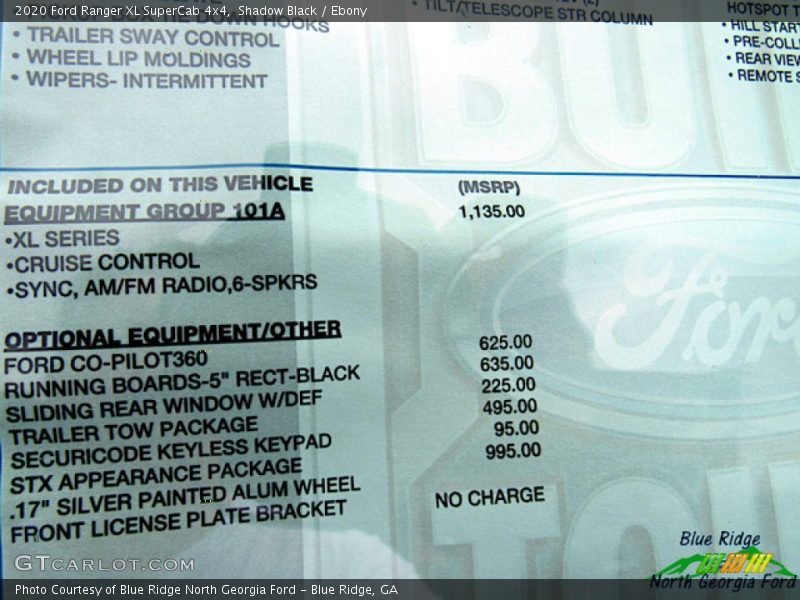 2020 Ford Ranger XL SuperCab 4x4, - Shadow Black / Ebony
BOX TIE DOWN HOOKS
• TRAILER SWAY CONTROL
• WHEEL LIP MOLDINGS
• WIPERS- INTERMITTENT
• TILT/TELESCOPE STR COLUMN
HOTSPOT
• HILL START
• PRE-COLL
• REAR VIEW
• REMOTE S
INCLUDED ON THIS VEHICLE (MSRP)
EQUIPMENT GROUP 101A 1,135.00
•XL SERIES
•CRUISE CONTROL
•SYNC, AM/FM RADIO,6-SPKRS
OPTIONAL EQUIPMENT/OTHER
FORD CO-PILOT360 625.00
RUNNING BOARDS-5" RECT-BLACK 635.00
SLIDING REAR WINDOW W/DEF 225.00
TRAILER TOW PACKAGE 495.00
SECURICODE KEYLESS KEYPAD 95.00
STX APPEARANCE PACKAGE 995.00
.17" SILVER PAINTED ALUM WHEEL
FRONT LICENSE PLATE BRACKET NO CHARGE
Ford
GTCARLOT.COM
Blue Ridge
North Georgia Ford
Photo Courtesy of Blue Ridge North Georgia Ford – Blue Ridge, GA